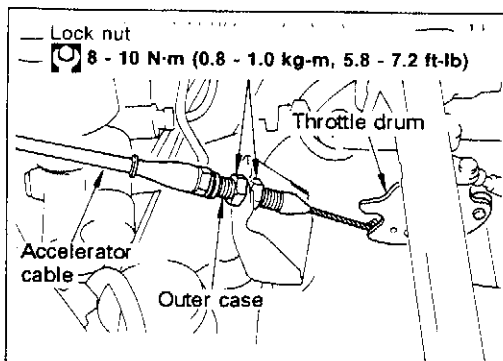 Lock nut
8 - 10 N·m (0.8 - 1.0 kg-m, 5.8 - 7.2 ft-lb)
Throttle drum
Accelerator
cable
Outer case